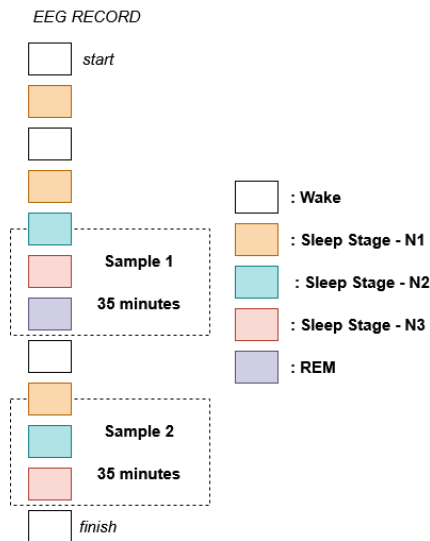 EEG RECORD
start
Sample 1
35 minutes
Sample 2
35 minutes
finish
: Wake
: Sleep Stage - N1
: Sleep Stage - N2
: Sleep Stage - N3
: REM